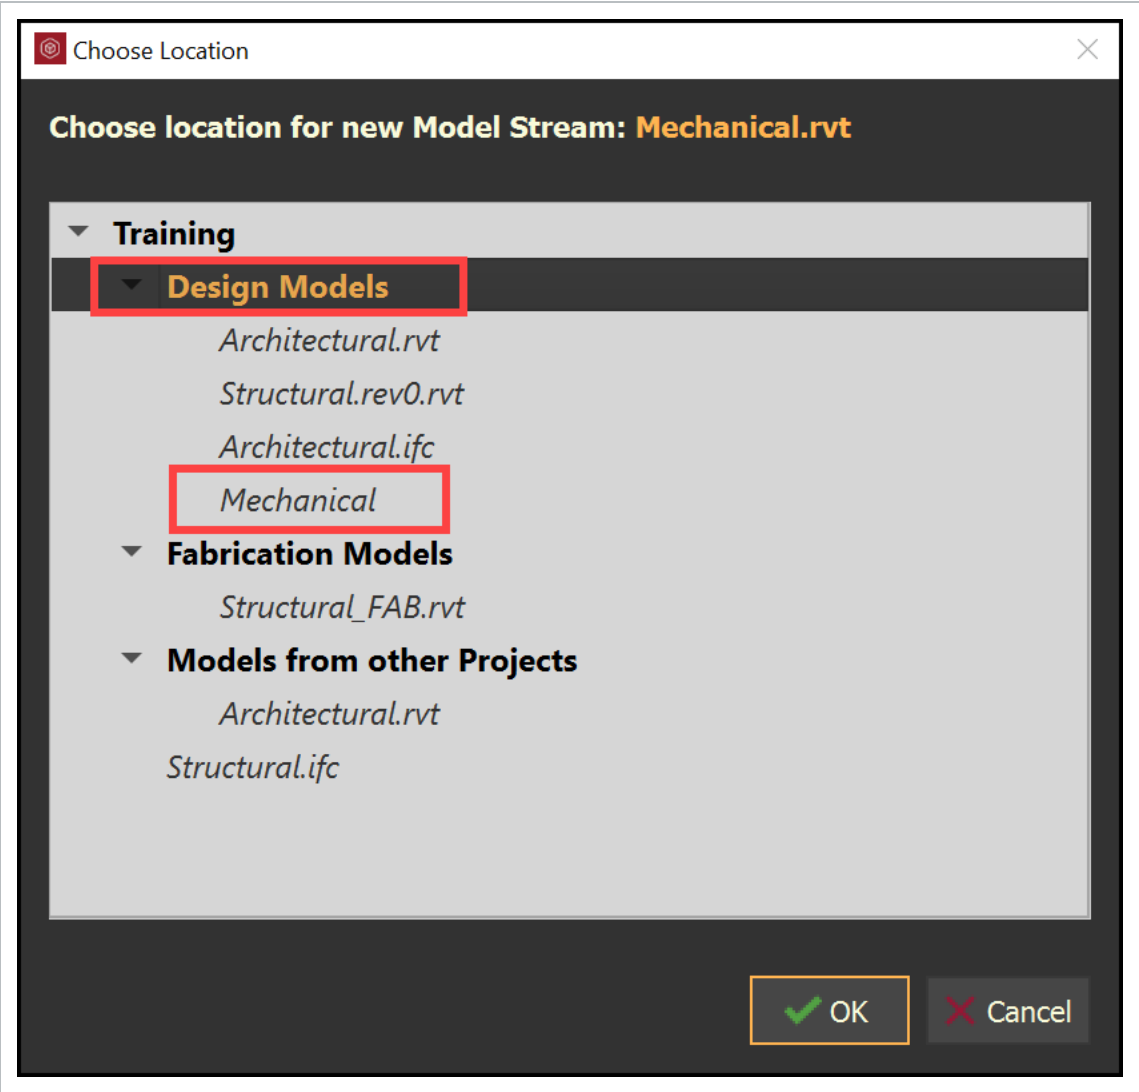 Choose Location
Choose location for new Model Stream: Mechanical.rvt
Training
Design Models
Architectural.rvt
Structural.rev0.rvt
Architectural.ifc
Mechanical
Fabrication Models
Structural_FAB.rvt
Models from other Projects
Architectural.rvt
Structural.ifc
OK Cancel